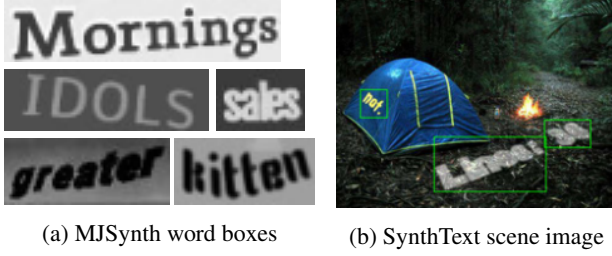 Mornings
IDOLS sales
greater kitten
not.
(a) MJSynth word boxes
(b) SynthText scene image